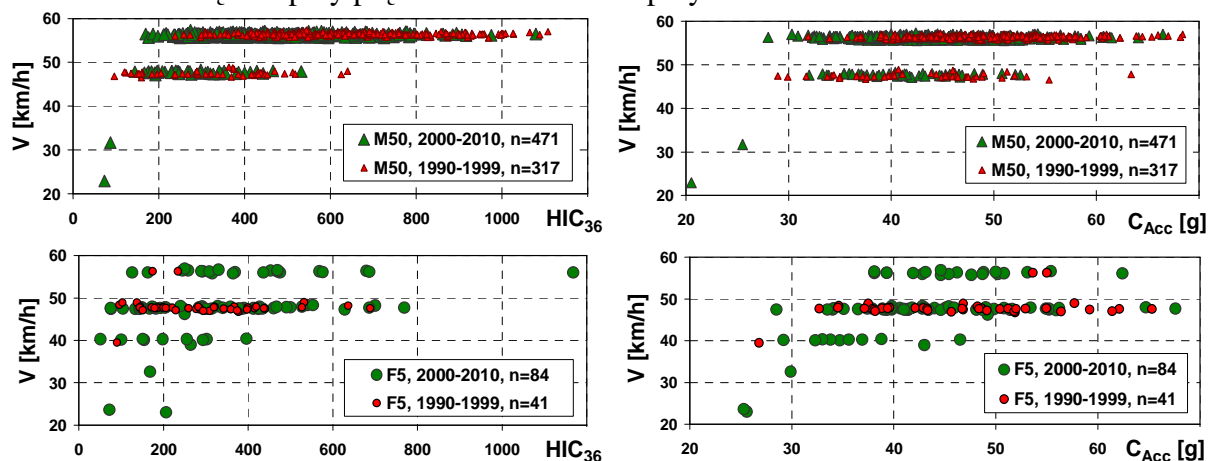 V [km/h]
60
50
40
30
20
M50, 2000-2010, n=471
M50, 1990-1999, n=317
0 200 400 600 800 1000
HIC36
V [km/h]
60
50
40
30
20
M50, 2000-2010, n=471
M50, 1990-1999, n=317
20 30 40 50 60
CAcc [g]
V [km/h]
60
50
40
30
20
F5, 2000-2010, n=84
F5, 1990-1999, n=41
0 200 400 600 800 1000
HIC36
V [km/h]
60
50
40
30
20
F5, 2000-2010, n=84
F5, 1990-1999, n=41
20 30 40 50 60
CAcc [g]